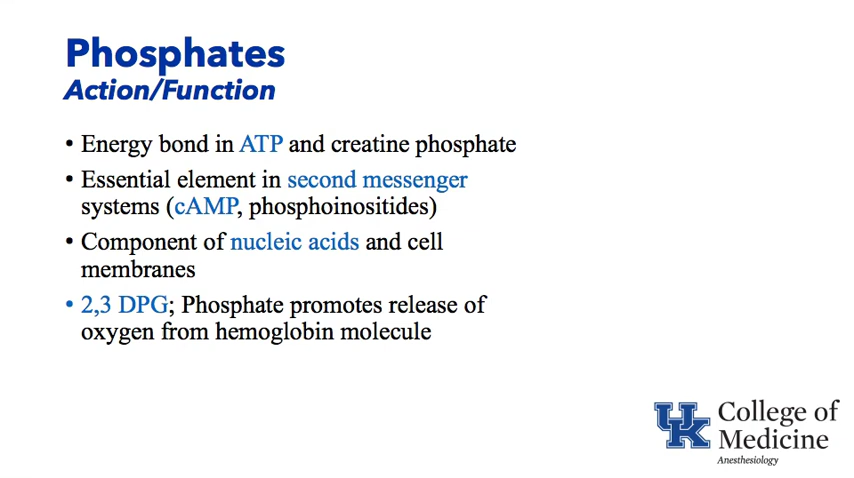 Phosphates
Action/Function
• Energy bond in ATP and creatine phosphate
• Essential element in second messenger
systems (cAMP, phosphoinositides)
• Component of nucleic acids and cell
membranes
• 2,3 DPG; Phosphate promotes release of
oxygen from hemoglobin molecule
UK
College of
Medicine
Anesthesiology